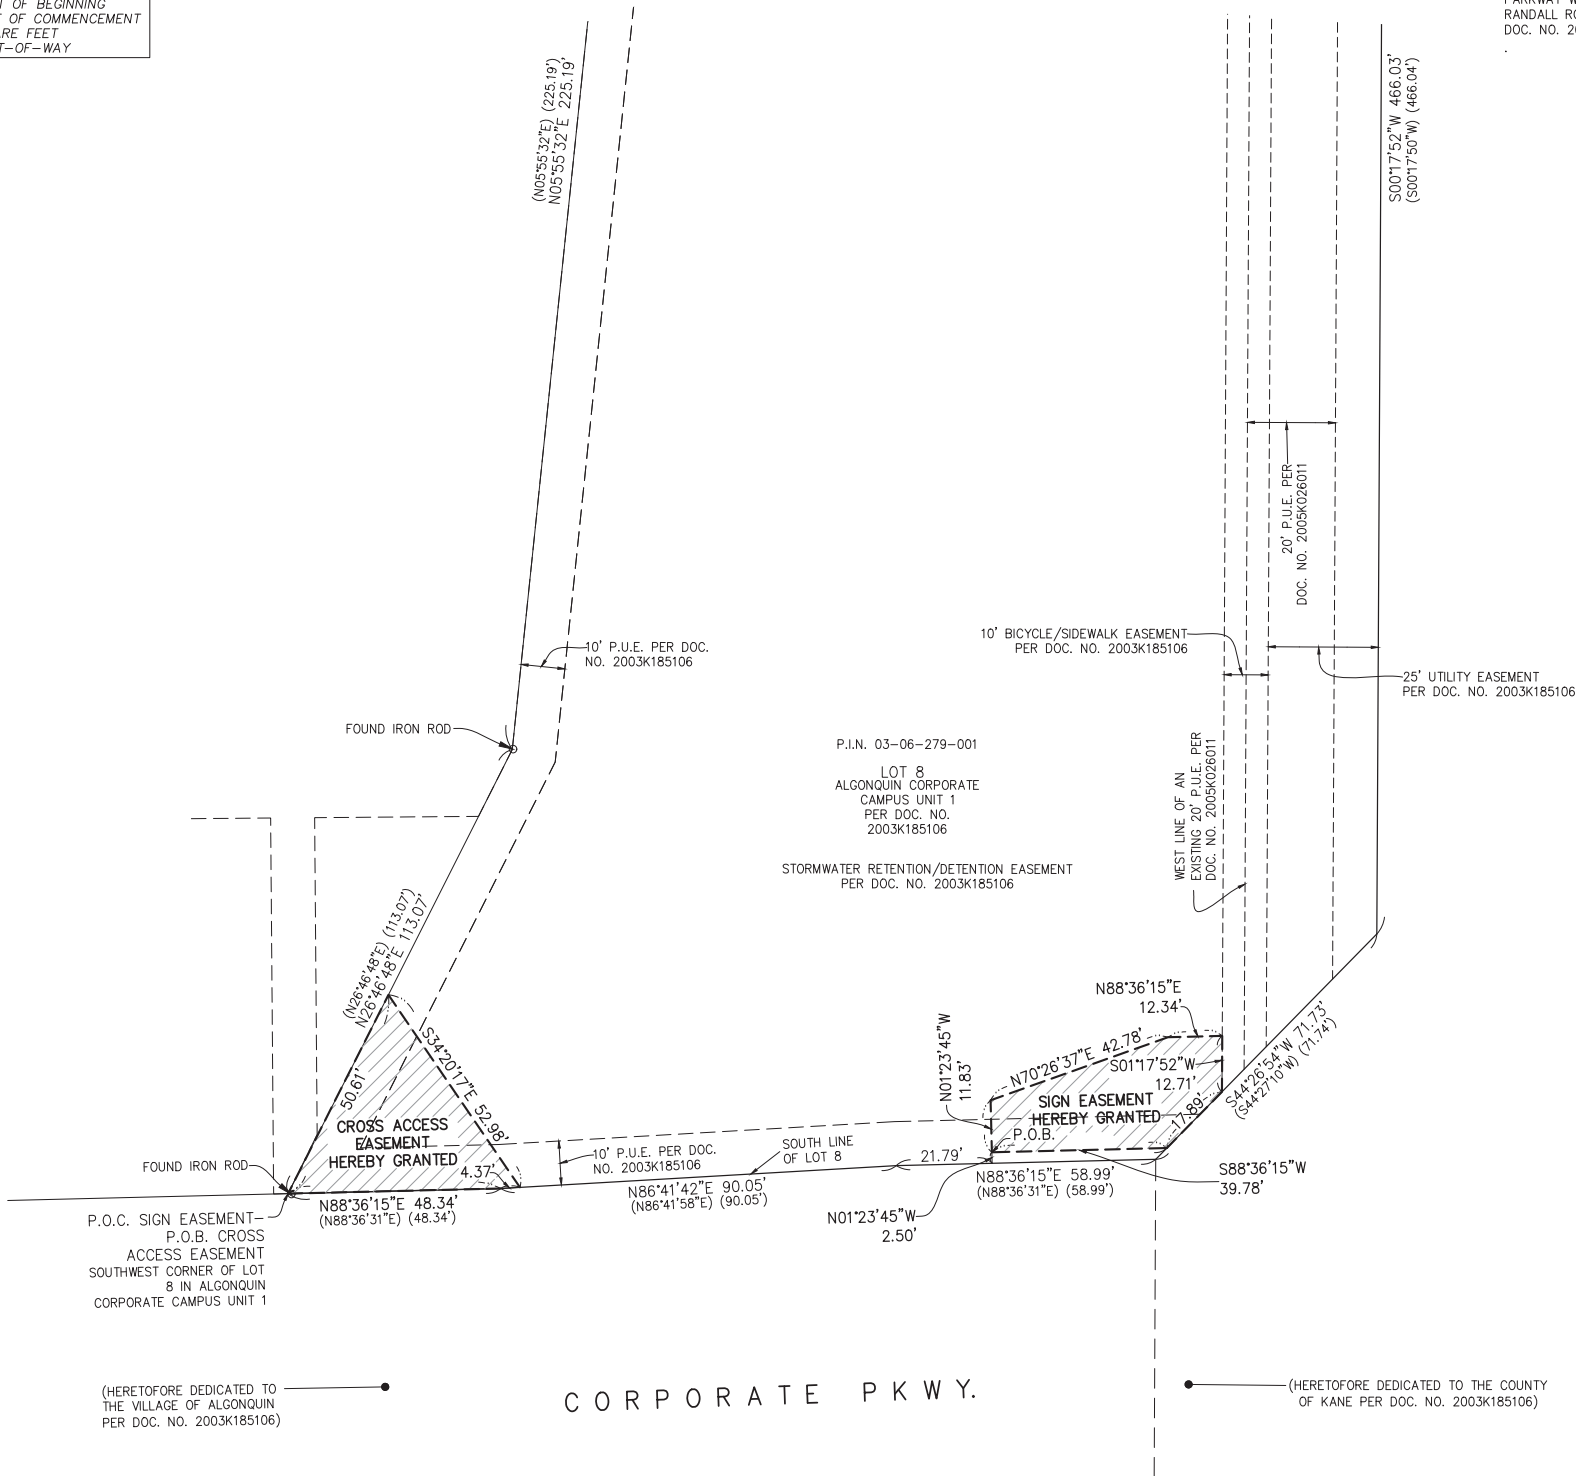 OF BEGINNING
OF COMMENCEMENT
FEET
PARKWAY
RANDALL
DOC. NO.
(N05°55'32"E) (225.19')
N05°55'32"E 225.19'
S00°17'52"W 466.03'
(S00°17'50"W) (466.04')
20' P.U.E. PER
DOC. NO. 2005K026011
10' P.U.E. PER DOC.
NO. 2003K185106
10' BICYCLE/SIDEWALK EASEMENT
PER DOC. NO. 2003K185106
25' UTILITY EASEMENT
PER DOC. NO. 2003K185106
FOUND IRON ROD
P.I.N. 03-06-279-001
LOT 8
ALGONQUIN CORPORATE
CAMPUS UNIT 1
PER DOC. NO.
2003K185106
STORMWATER RETENTION/DETENTION EASEMENT
PER DOC. NO. 2003K185106
WEST LINE OF AN
EXISTING 20' P.U.E. PER
DOC. NO. 2005K026011
(N26°46'48"E) (113.07')
N26°46'48"E 113.07'
N88°36'15"E
12.34'
S34°20'17"E 52.98'
50.61'
N01°23'45"W
11.83'
N70°26'37"E 42.78'
S01°17'52"W
12.71'
S44°26'54"W 71.73'
(S44°27'10"W) (71.74')
17.89'
CROSS ACCESS
EASEMENT
HEREBY GRANTED
SIGN EASEMENT
HEREBY GRANTED
P.O.B.
FOUND IRON ROD
4.37'
10' P.U.E. PER DOC.
NO. 2003K185106
SOUTH LINE
OF LOT 8
21.79'
N88°36'15"E 48.34'
(N88°36'31"E) (48.34')
N86°41'42"E 90.05'
(N86°41'58"E) (90.05')
N88°36'15"E 58.99'
(N88°36'31"E) (58.99')
S88°36'15"W
39.78'
N01°23'45"W
2.50'
P.O.C. SIGN EASEMENT
P.O.B. CROSS
ACCESS EASEMENT
SOUTHWEST CORNER OF LOT
8 IN ALGONQUIN
CORPORATE CAMPUS UNIT 1
(HERETOFORE DEDICATED TO
THE VILLAGE OF ALGONQUIN
PER DOC. NO. 2003K185106)
CORPORATE PKWY.
(HERETOFORE DEDICATED TO THE COUNTY
OF KANE PER DOC. NO. 2003K185106)